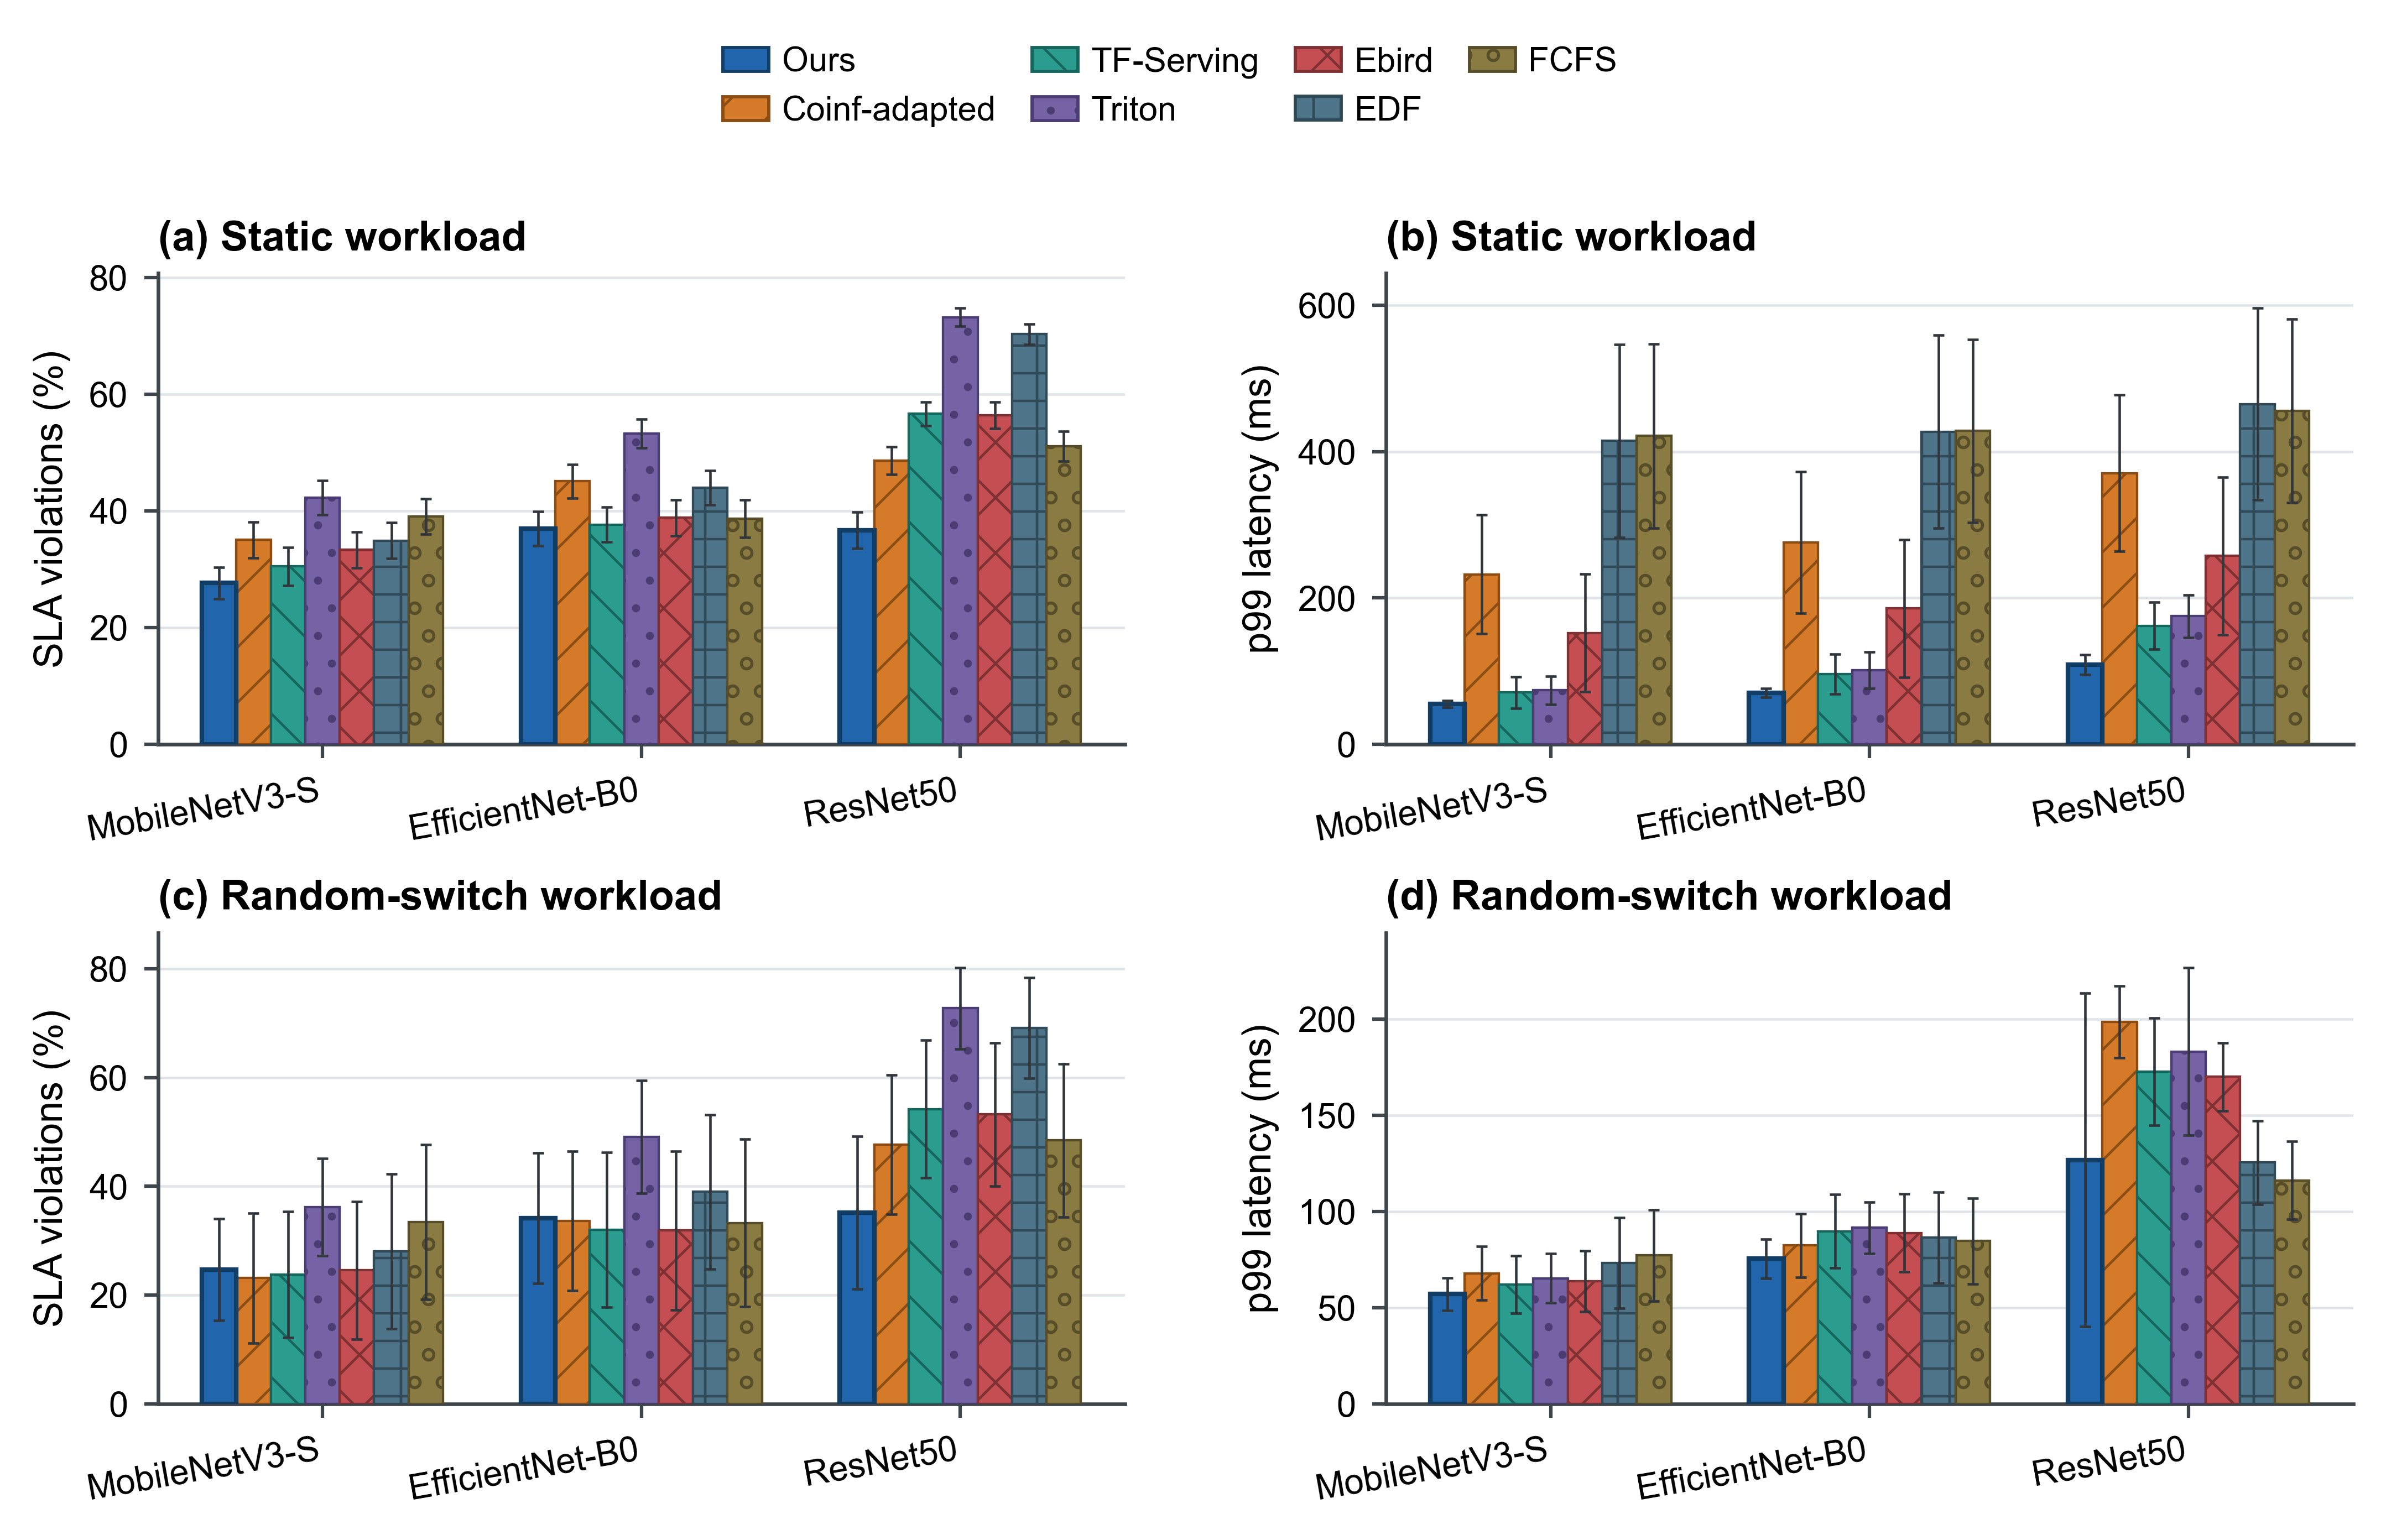 Ours TF-Serving Ebird FCFS
Coinf-adapted Triton EDF
(a) Static workload
SLA violations (%)
80
60
40
20
0
MobileNetV3-S EfficientNet-B0 ResNet50
(b) Static workload
p99 latency (ms)
600
400
200
0
MobileNetV3-S EfficientNet-B0 ResNet50
(c) Random-switch workload
SLA violations (%)
80
60
40
20
0
MobileNetV3-S EfficientNet-B0 ResNet50
(d) Random-switch workload
p99 latency (ms)
200
150
100
50
0
MobileNetV3-S EfficientNet-B0 ResNet50